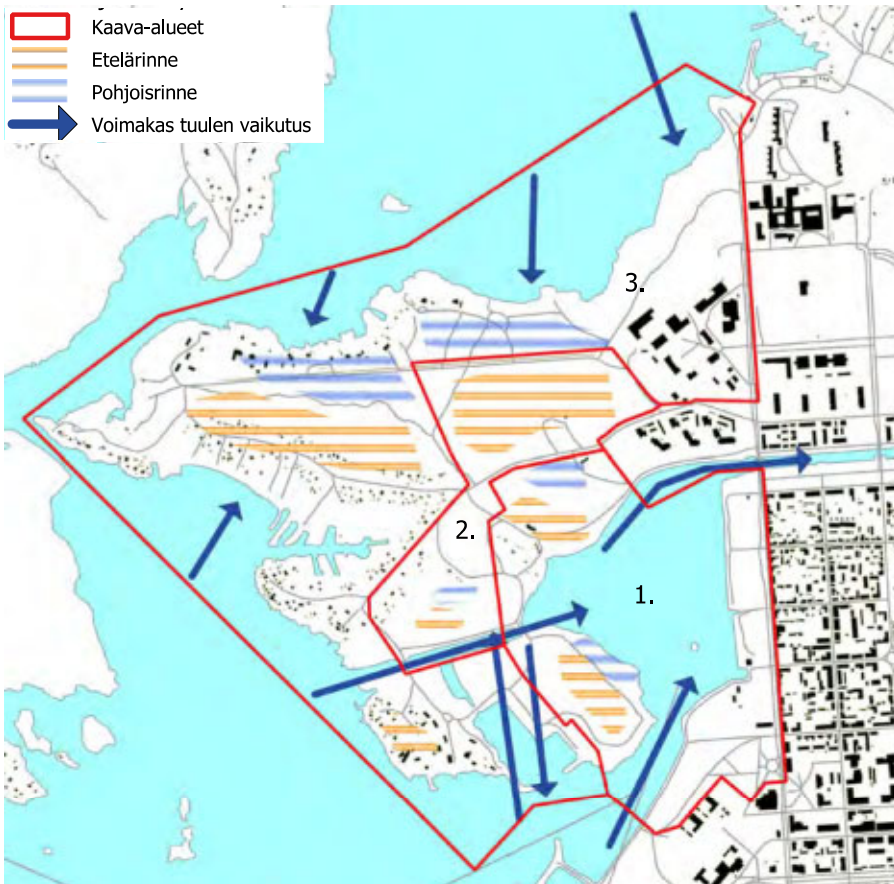 Kaava-alueet
Etelärinne
Pohjoisrinne
Voimakas tuulen vaikutus
3.
2.
1.